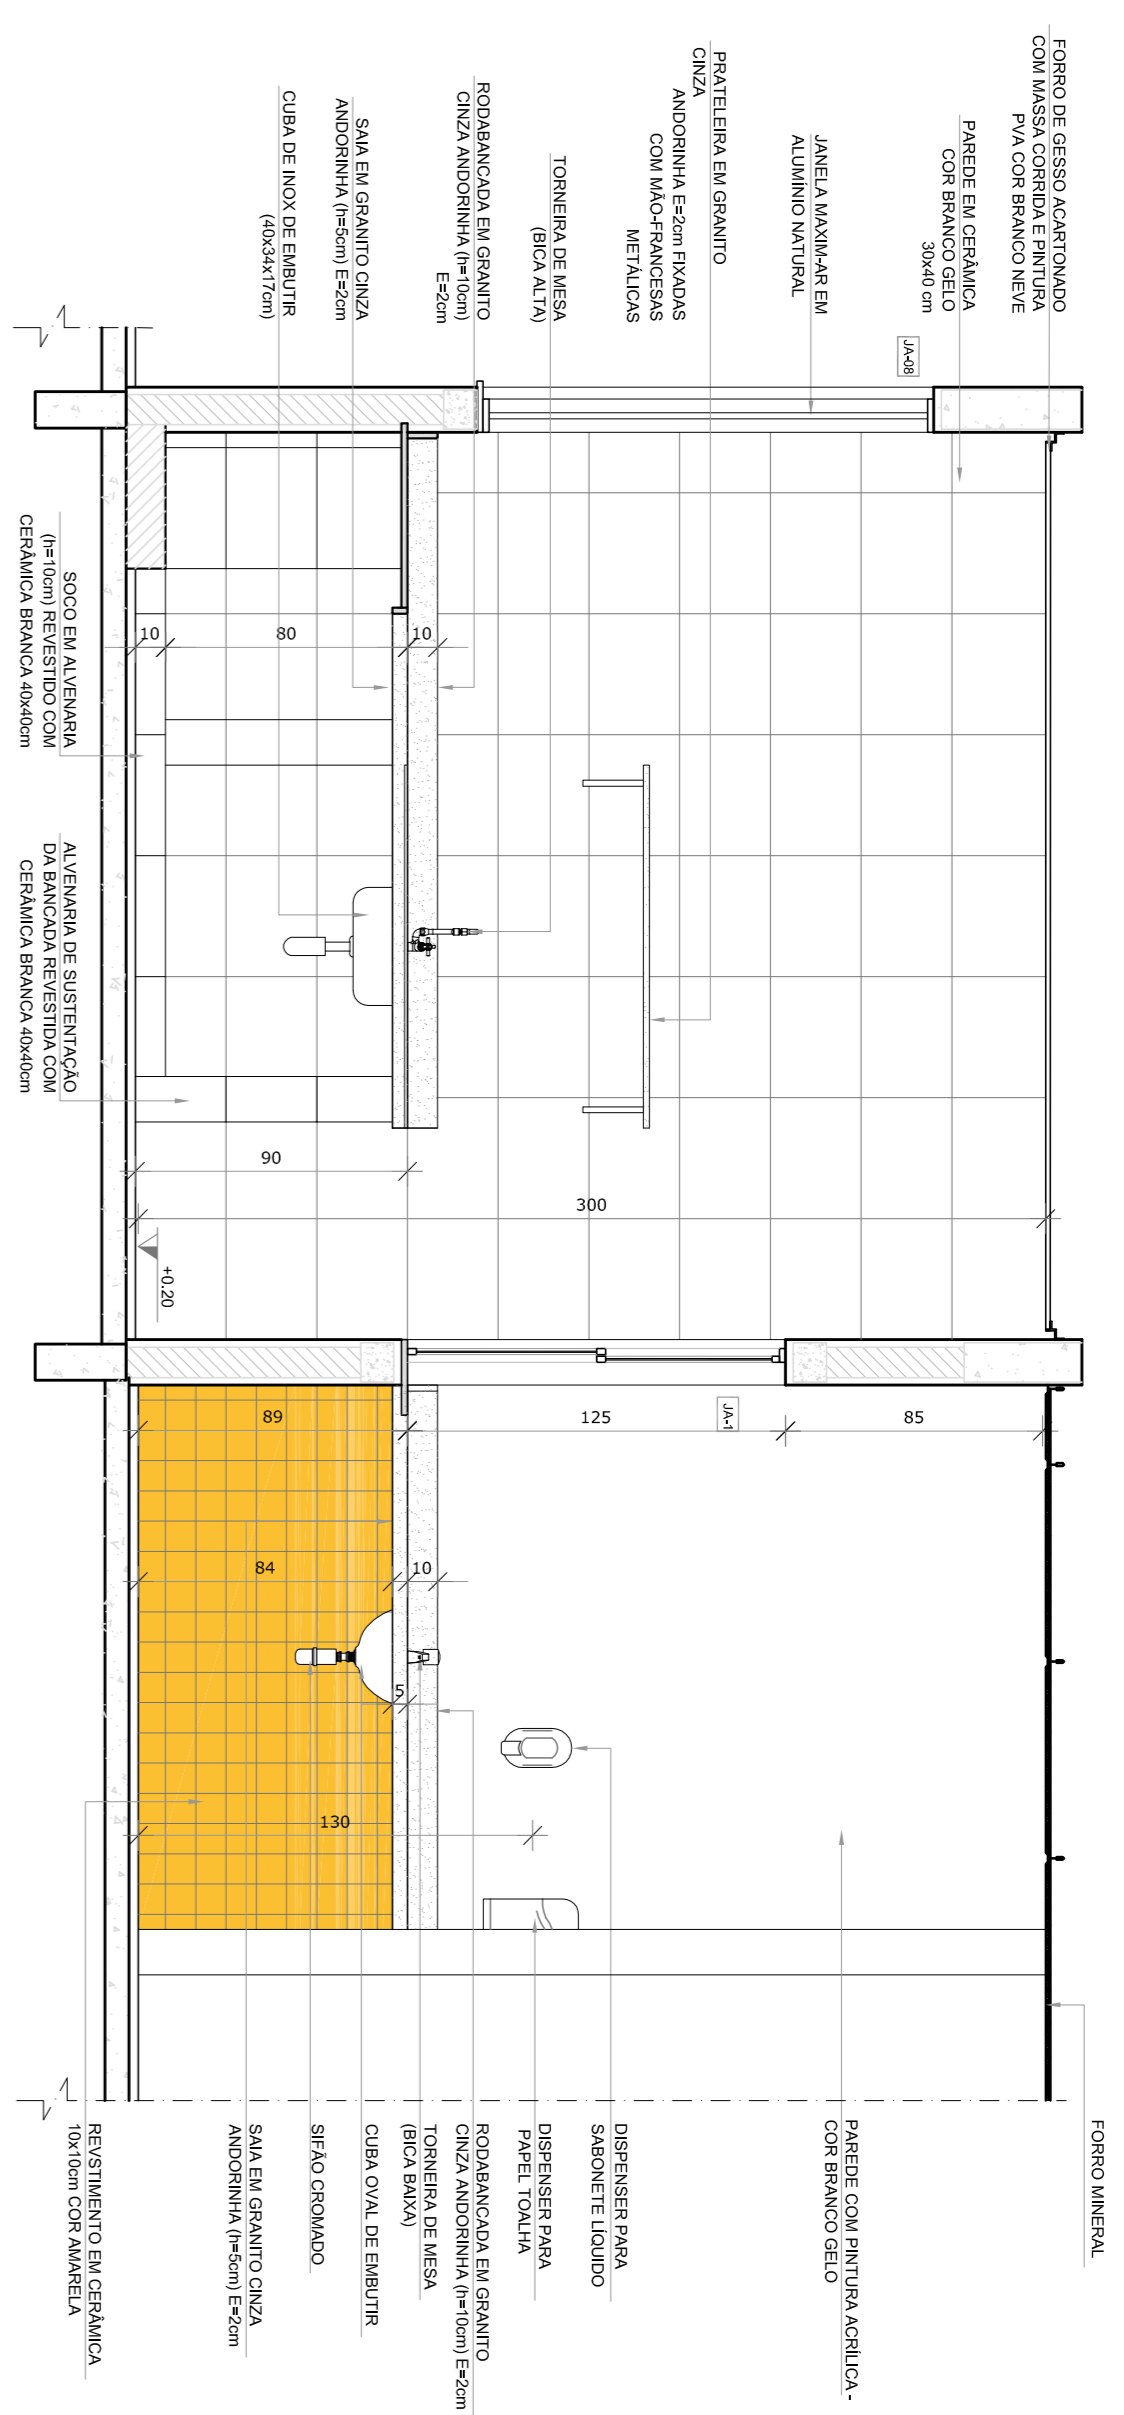 FORRO DE GESSO ACARTONADO
COM MASSA CORRIDA E PINTURA
PVA COR BRANCO NEVE
PAREDE EM CERÂMICA
COR BRANCO GELO
30x40 cm
JANELA MAXIM-AR EM
ALUMÍNIO NATURAL
PRATELEIRA EM GRANITO
CINZA
ANDORINHA E=2cm FIXADAS
COM MÃO-FRANCESAS
METÁLICAS
TORNEIRA DE MESA
(BICA ALTA)
RODABANCADA EM GRANITO
CINZA ANDORINHA (h=10cm)
E=2cm
SAIA EM GRANITO CINZA
ANDORINHA (h=5cm) E=2cm
CUBA DE INOX DE EMBUTIR
(40x34x17cm)
JA-08
10
80
10
90
300
+0.20
SOCO EM ALVENARIA
(h=10cm) REVESTIDO COM
CERÂMICA BRANCA 40x40cm
ALVENARIA DE SUSTENTAÇÃO
DA BANCADA REVESTIDA COM
CERÂMICA BRANCA 40x40cm
85
125
89
JA-1
10
84
5
130
FORRO MINERAL
PAREDE COM PINTURA ACRÍLICA -
COR BRANCO GELO
DISPENSER PARA
SABONETE LÍQUIDO
DISPENSER PARA
PAPEL TOALHA
RODABANCADA EM GRANITO
CINZA ANDORINHA (h=10cm) E=2cm
TORNEIRA DE MESA
(BICA BAIXA)
CUBA OVAL DE EMBUTIR
SIFÃO CROMADO
SAIA EM GRANITO CINZA
ANDORINHA (h=5cm) E=2cm
REVSTIMENTO EM CERÂMICA
10x10cm COR AMARELA